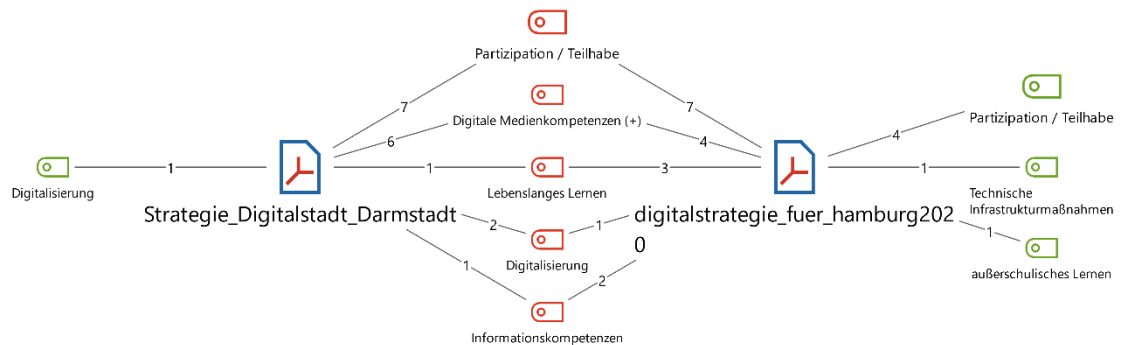 Partizipation / Teilhabe
7
7
Digitale Medienkompetenzen (+)
6
4
Partizipation / Teilhabe
4
1
Digitalisierung
1
Lebenslanges Lernen
3
1
Technische
Infrastrukturmaßnahmen
Strategie_Digitalstadt_Darmstadt
digitalstrategie_fuer_hamburg202
0
2
1
Digitalisierung
1
außerschulisches Lernen
1
2
Informationskompetenzen